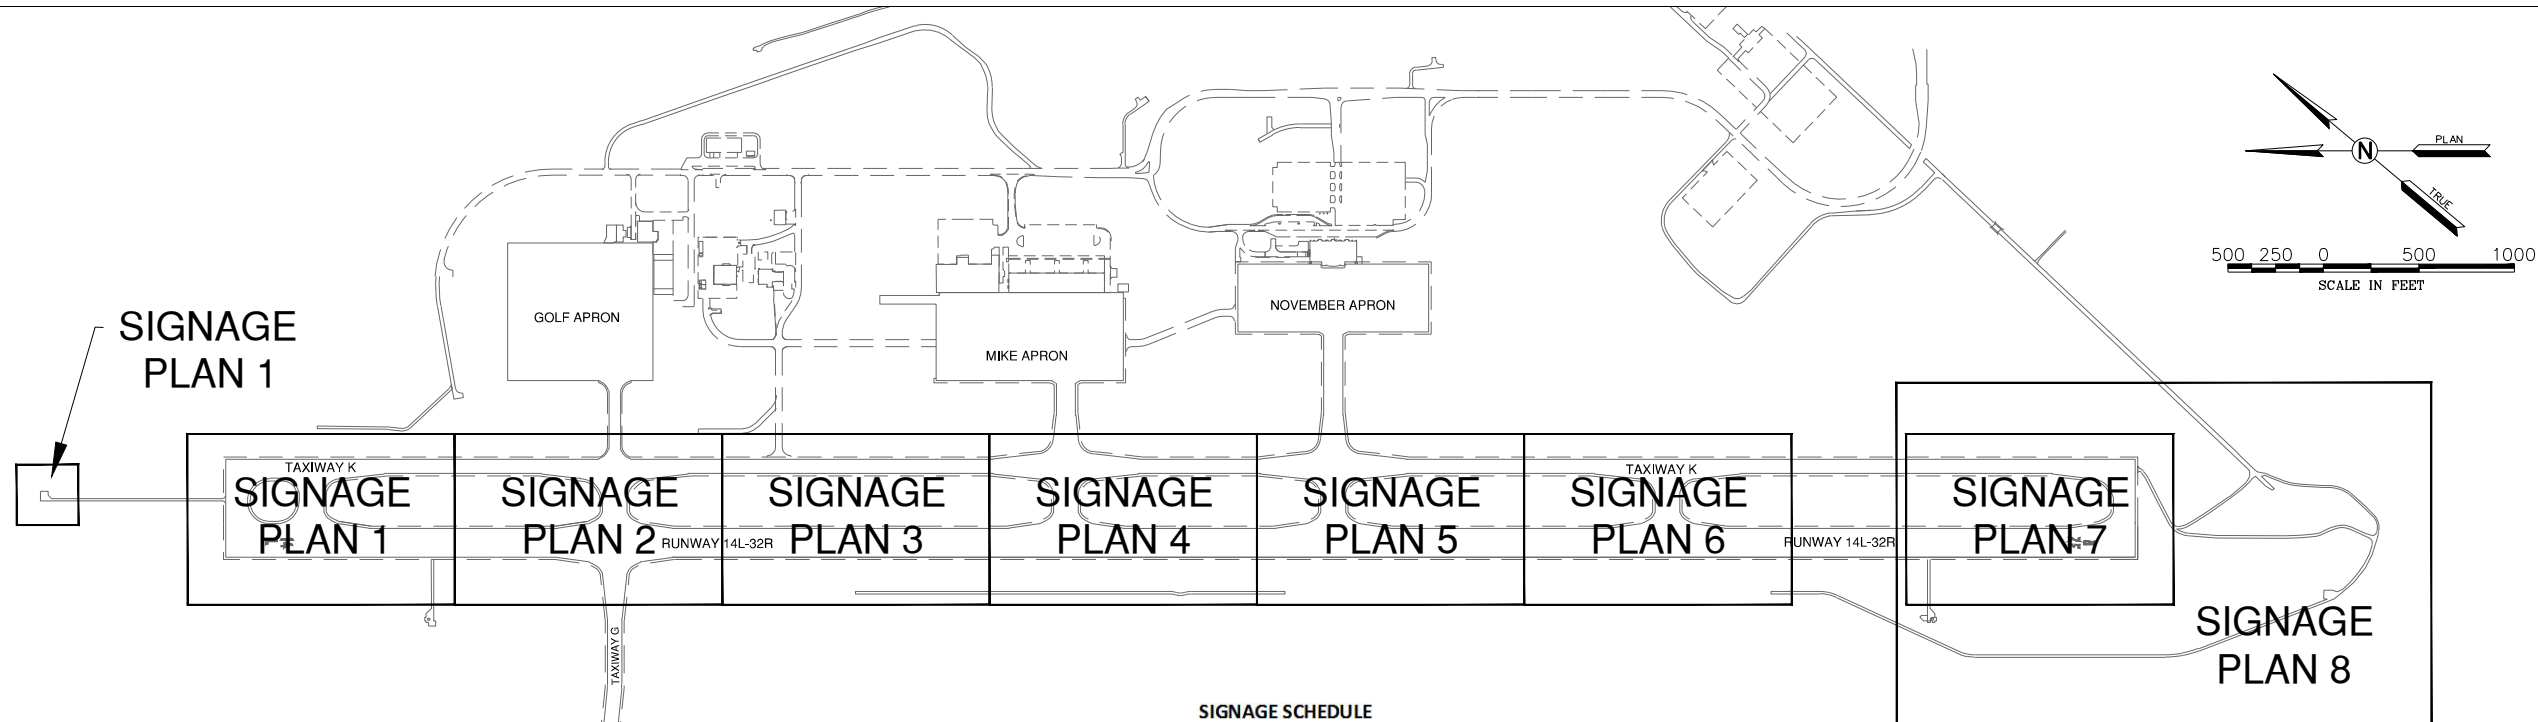 PLAN
N
TRUE
500 250 0 500 1000
SCALE IN FEET
GOLF APRON
NOVEMBER APRON
MIKE APRON
SIGNAGE
PLAN 1
TAXIWAY K
TAXIWAY K
SIGNAGE
PLAN 1
SIGNAGE
PLAN 2
RUNWAY 14L-32R
SIGNAGE
PLAN 3
SIGNAGE
PLAN 4
SIGNAGE
PLAN 5
SIGNAGE
PLAN 6
RUNWAY 14L-32R
SIGNAGE
PLAN 7
SIGNAGE
PLAN 8
TAXIWAY G
SIGNAGE SCHEDULE